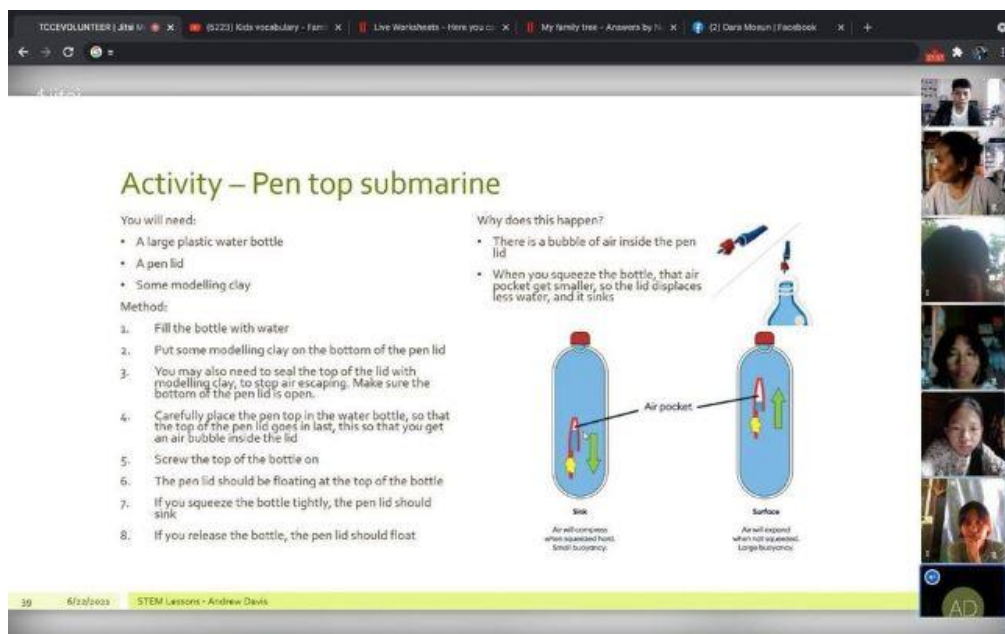 TCCEVOLUNTEER | Jitsi M
(5223) Kids vocabulary - Fam
Live Worksheets - Here you c
My family tree - Answers by N
(2) Dara Mosun | Facebook
Activity – Pen top submarine
You will need:
• A large plastic water bottle
• A pen lid
• Some modelling clay
Method:
1. Fill the bottle with water
2. Put some modelling clay on the bottom of the pen lid
3. You may also need to seal the top of the lid with
modelling clay, to stop air escaping. Make sure the
bottom of the pen lid is open.
4. Carefully place the pen top in the water bottle, so that
the top of the pen lid goes in last, this so that you get
an air bubble inside the lid
5. Screw the top of the bottle on
6. The pen lid should be floating at the top of the bottle
7. If you squeeze the bottle tightly, the pen lid should
sink
8. If you release the bottle, the pen lid should float
Why does this happen?
• There is a bubble of air inside the pen
lid
• When you squeeze the bottle, that air
pocket get smaller, so the lid displaces
less water, and it sinks
Air pocket
Sink
Air will compress
when squeezed hard.
Small buoyancy.
Surface
Air will expand
when not squeezed.
Large buoyancy.
39 6/22/2021 STEM Lessons - Andrew Davis
AD